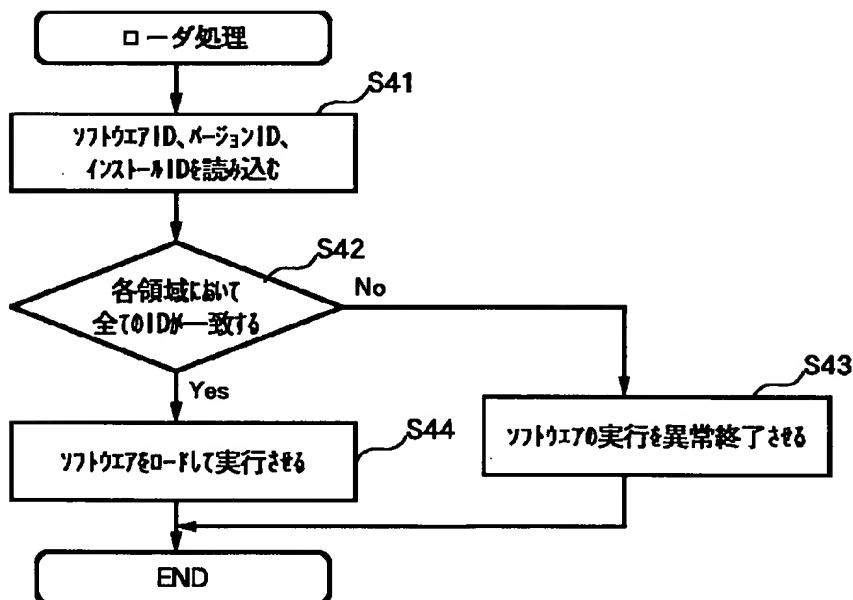 ローダ処理
S41
ソフトウエアID、バージョンID、
インストールIDを読み込む
S42
各領域において
全てのIDが一致する
No
Yes
S43
ソフトウエアの実行を異常終了させる
S44
ソフトウエアをロードして実行させる
END